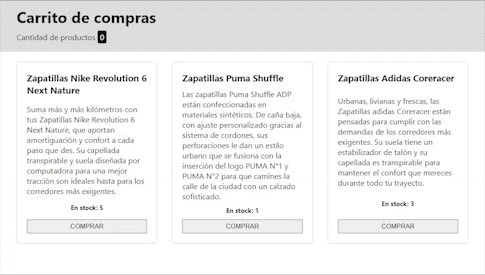 Carrito de compras
Cantidad de productos 0
Zapatillas Nike Revolution 6
Next Nature
Suma más y más kilómetros con
tus Zapatillas Nike Revolution 6
Next Nature, que aportan
amortiguación y confort a cada
paso que des. Su capellada
transpirable y suela diseñada por
computadora para una mejor
tracción son ideales hasta para los
corredores más exigentes.
En stock: 5
COMPRAR
Zapatillas Puma Shuffle
Las zapatillas Puma Shuffle ADP
están confeccionadas en
materiales sintéticos. De caña baja,
con ajuste personalizado gracias al
sistema de cordones, sus
perforaciones le dan un estilo
urbano que se fusiona con la
inserción del logo PUMA N°1 y
PUMA N°2 para que camines la
calle de la ciudad con un calzado
sofisticado.
En stock: 1
COMPRAR
Zapatillas Adidas Coreracer
Urbanas, livianas y frescas, las
Zapatillas adidas Coreracer están
pensadas para cumplir con las
demandas de los corredores más
exigentes. Su suela tiene un
estabilizador de talón y su
capellada es transpirable para
mantener el confort que mereces
durante todo tu trayecto.
En stock: 3
COMPRAR